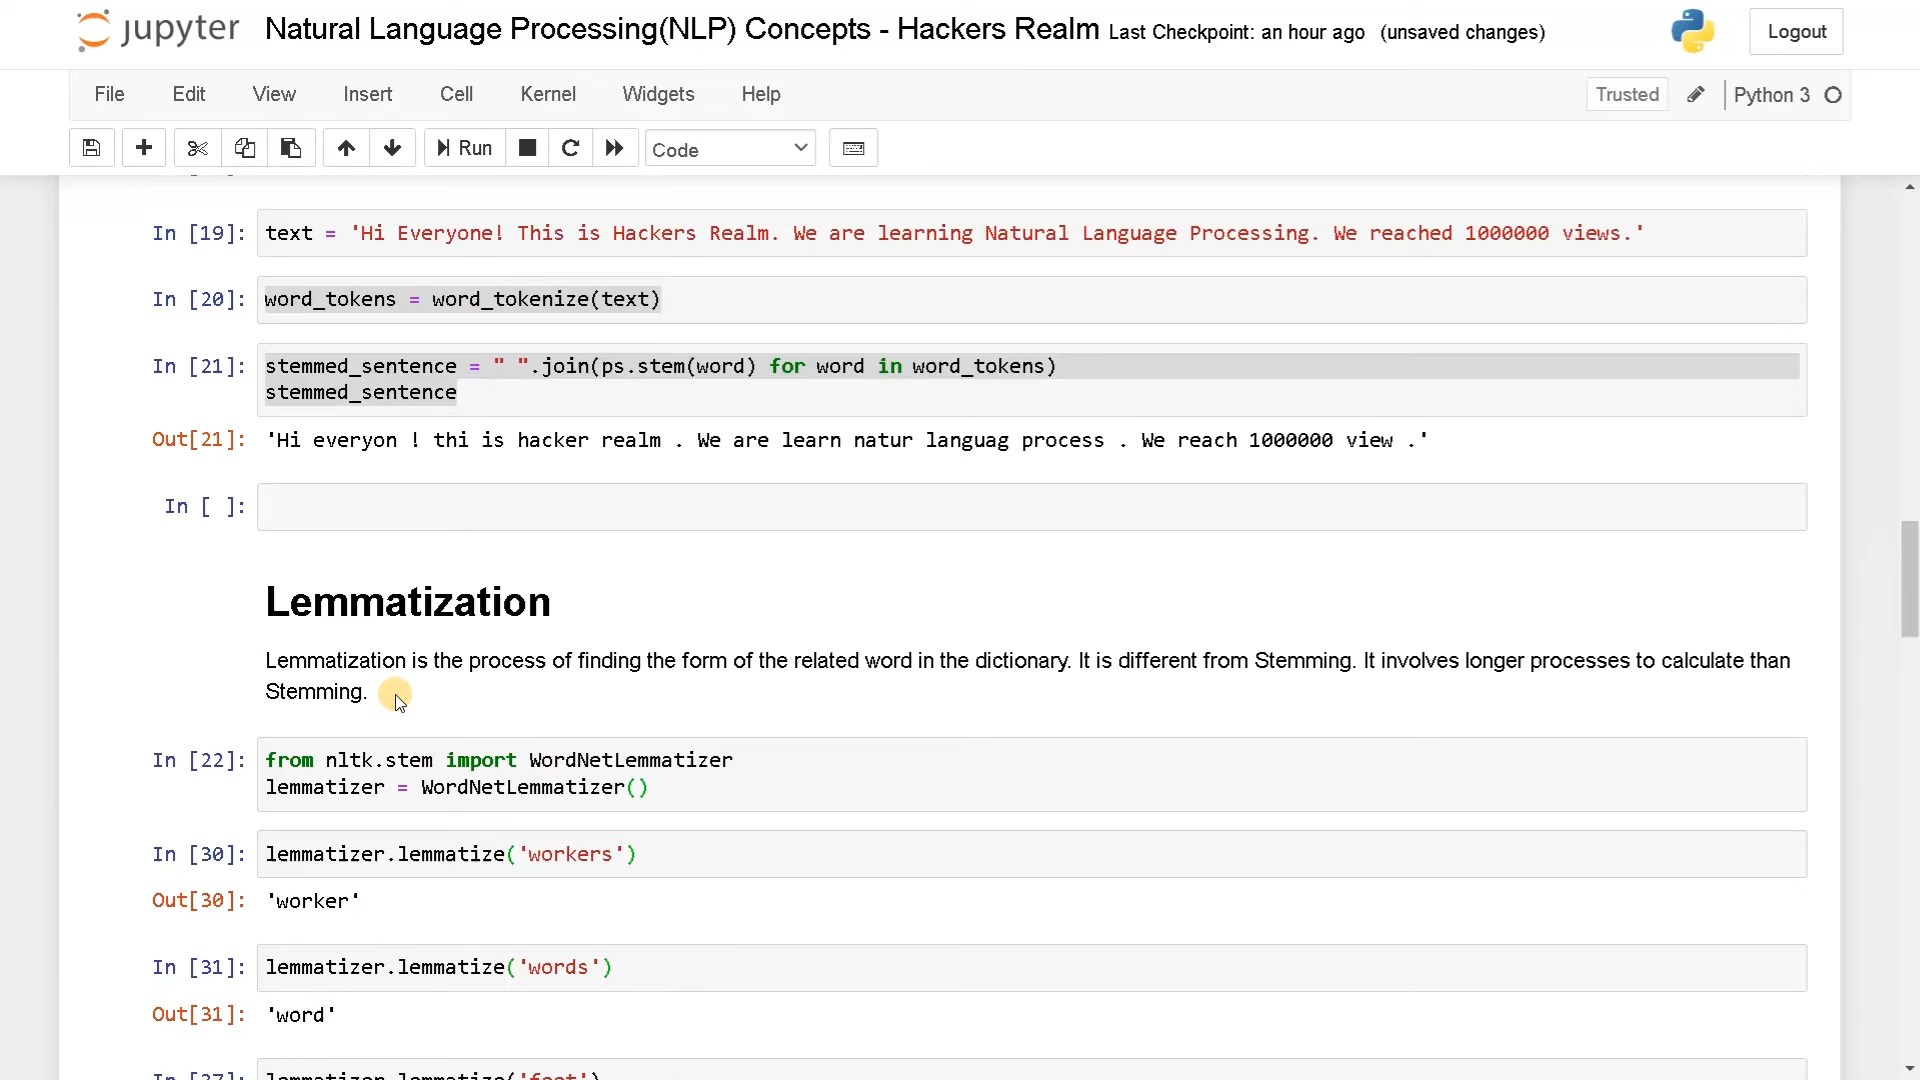 jupyter Natural Language Processing(NLP) Concepts - Hackers Realm Last Checkpoint: an hour ago (unsaved changes) Logout
File Edit View Insert Cell Kernel Widgets Help Trusted Python 3
Run Code
In [19]: text = 'Hi Everyone! This is Hackers Realm. We are learning Natural Language Processing. We reached 1000000 views.'
In [20]: word_tokens = word_tokenize(text)
In [21]: stemmed_sentence = " ".join(ps.stem(word) for word in word_tokens)
stemmed_sentence
Out[21]: 'Hi everyon ! thi is hacker realm . We are learn natur languag process . We reach 1000000 view .'
In [ ]:
Lemmatization
Lemmatization is the process of finding the form of the related word in the dictionary. It is different from Stemming. It involves longer processes to calculate than
Stemming.
In [22]: from nltk.stem import WordNetLemmatizer
lemmatizer = WordNetLemmatizer()
In [30]: lemmatizer.lemmatize('workers')
Out[30]: 'worker'
In [31]: lemmatizer.lemmatize('words')
Out[31]: 'word'